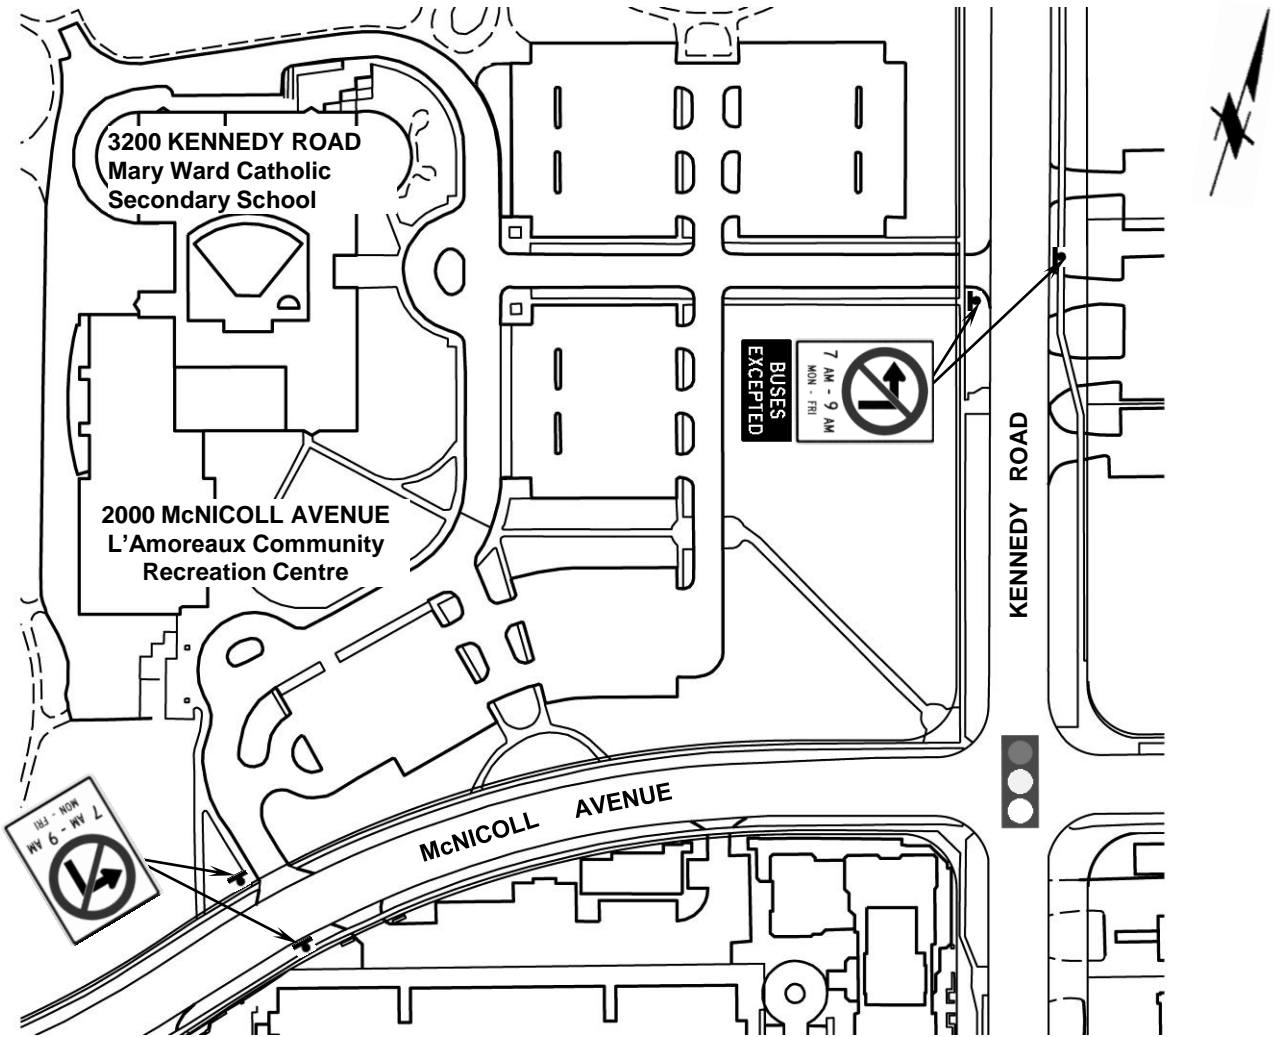 3200 KENNEDY ROAD
Mary Ward Catholic
Secondary School
7 AM - 9 AM
MON - FRI
BUSES
EXCEPTED
2000 McNICOLL AVENUE
L'Amoreaux Community
Recreation Centre
KENNEDY ROAD
McNICOLL AVENUE
7 AM - 9 AM
MON - FRI